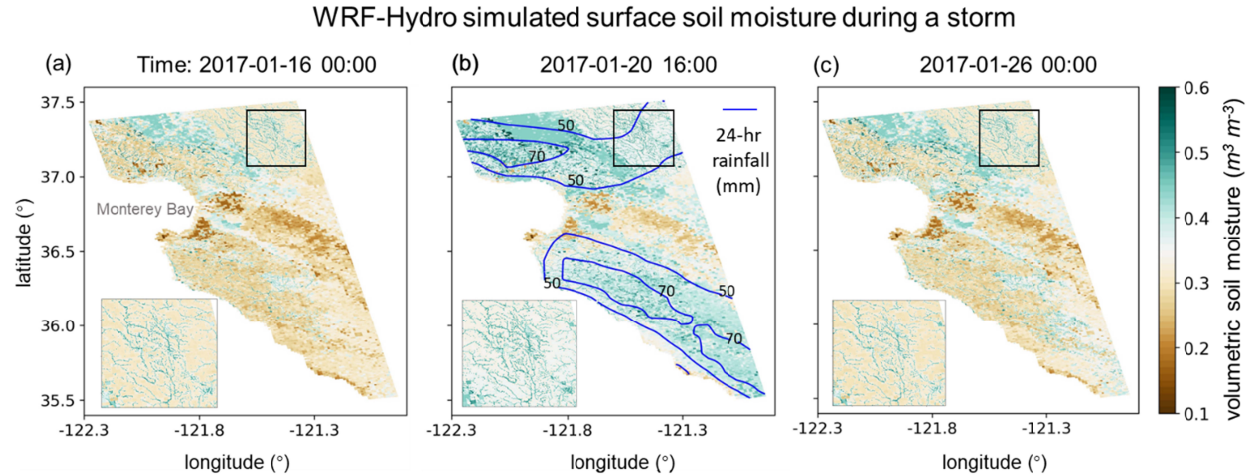 WRF-Hydro simulated surface soil moisture during a storm
(a) Time: 2017-01-16 00:00
(b) 2017-01-20 16:00
(c) 2017-01-26 00:00
latitude (°)
37.5
37.0
36.5
36.0
35.5
Monterey Bay
-122.3 -121.8 -121.3
longitude (°)
50
70
50
24-hr
rainfall
(mm)
50
70
50
70
-122.3 -121.8 -121.3
longitude (°)
-122.3 -121.8 -121.3
longitude (°)
0.6
0.5
0.4
0.3
0.2
0.1
volumetric soil moisture (m³ m⁻³)